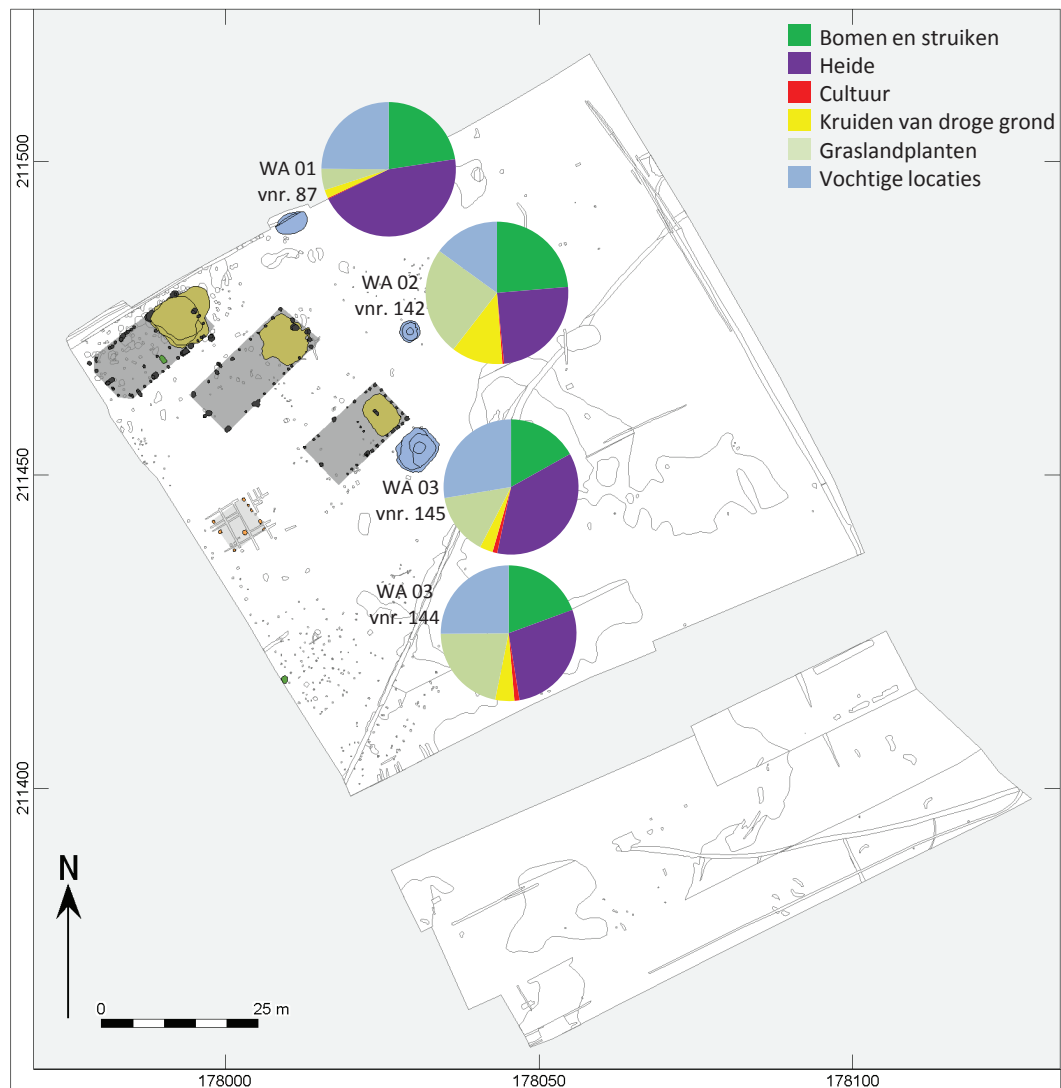 Bomen en struiken
Heide
Cultuur
Kruiden van droge grond
Graslandplanten
Vochtige locaties
211500
WA 01
vnr. 87
WA 02
vnr. 142
211450
WA 03
vnr. 145
WA 03
vnr. 144
211400
N
0 25 m
178000 178050 178100